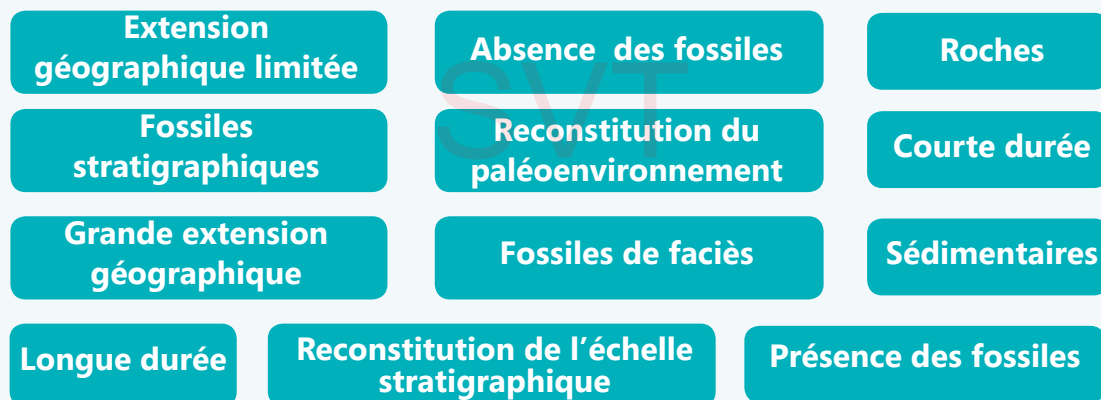 Extension
géographique limitée
Absence des fossiles
Roches
Fossiles
stratigraphiques
Reconstitution du
paléoenvironnement
Courte durée
Grande extension
géographique
Fossiles de faciès
Sédimentaires
Longue durée
Reconstitution de l’échelle
stratigraphique
Présence des fossiles
SVT